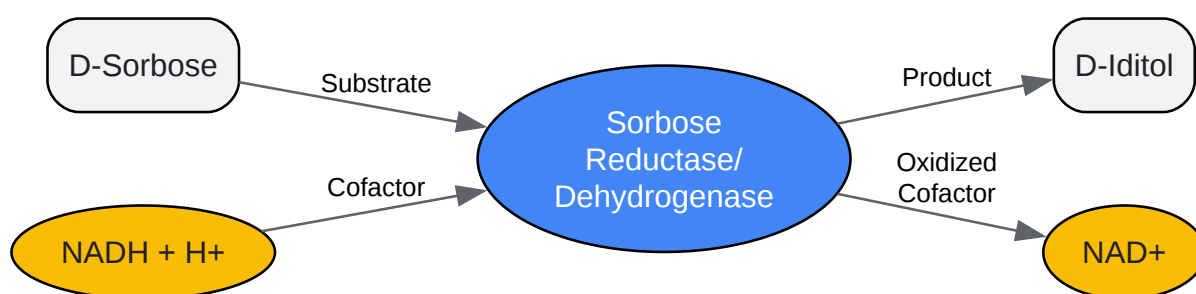 D-Sorbose
Substrate
Product
D-Iditol
Sorbose
Reductase/
Dehydrogenase
Cofactor
Oxidized
Cofactor
NADH + H+
NAD+